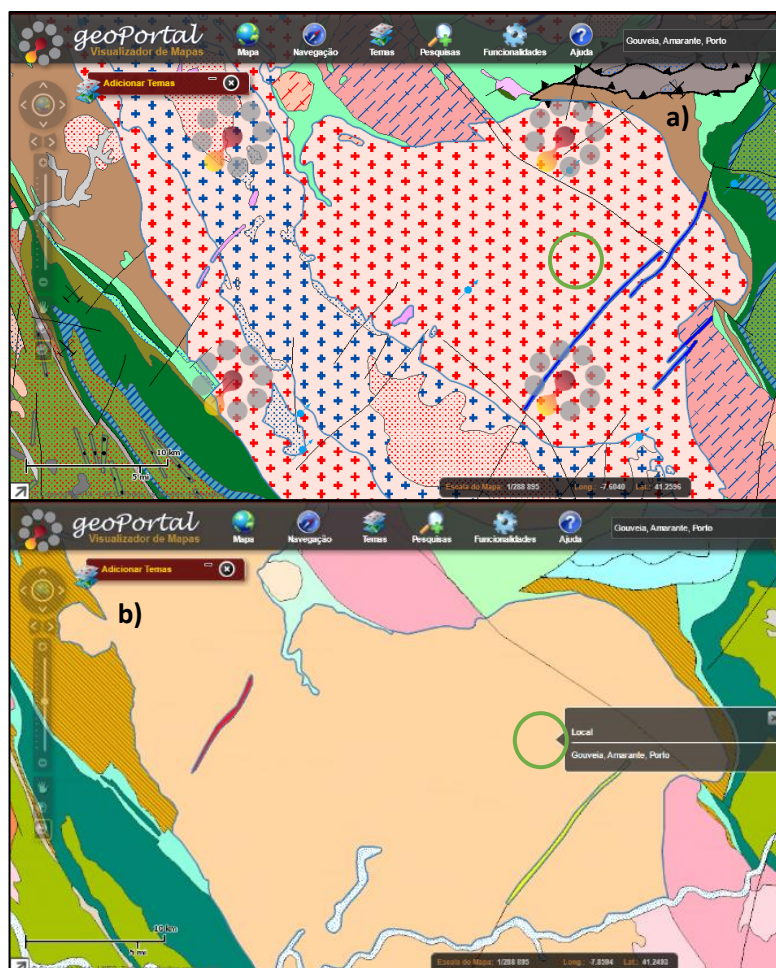 geoPortal
Visualizador de Mapas
Mapa
Navegação
Temas
Pesquisas
Funcionalidades
Ajuda
Gouveia, Amarante, Porto
Adicionar Temas
a)
10 km
5 mi
Escala do Mapa: 1/288 895 Long.: -7.6040 Lat.: 41.2596
geoPortal
Visualizador de Mapas
Mapa
Navegação
Temas
Pesquisas
Funcionalidades
Ajuda
Gouveia, Amarante, Porto
Adicionar Temas
b)
Local
Gouveia, Amarante, Porto
10 km
5 mi
Escala do Mapa: 1/288 895 Long.: -7.8594 Lat.: 41.2493